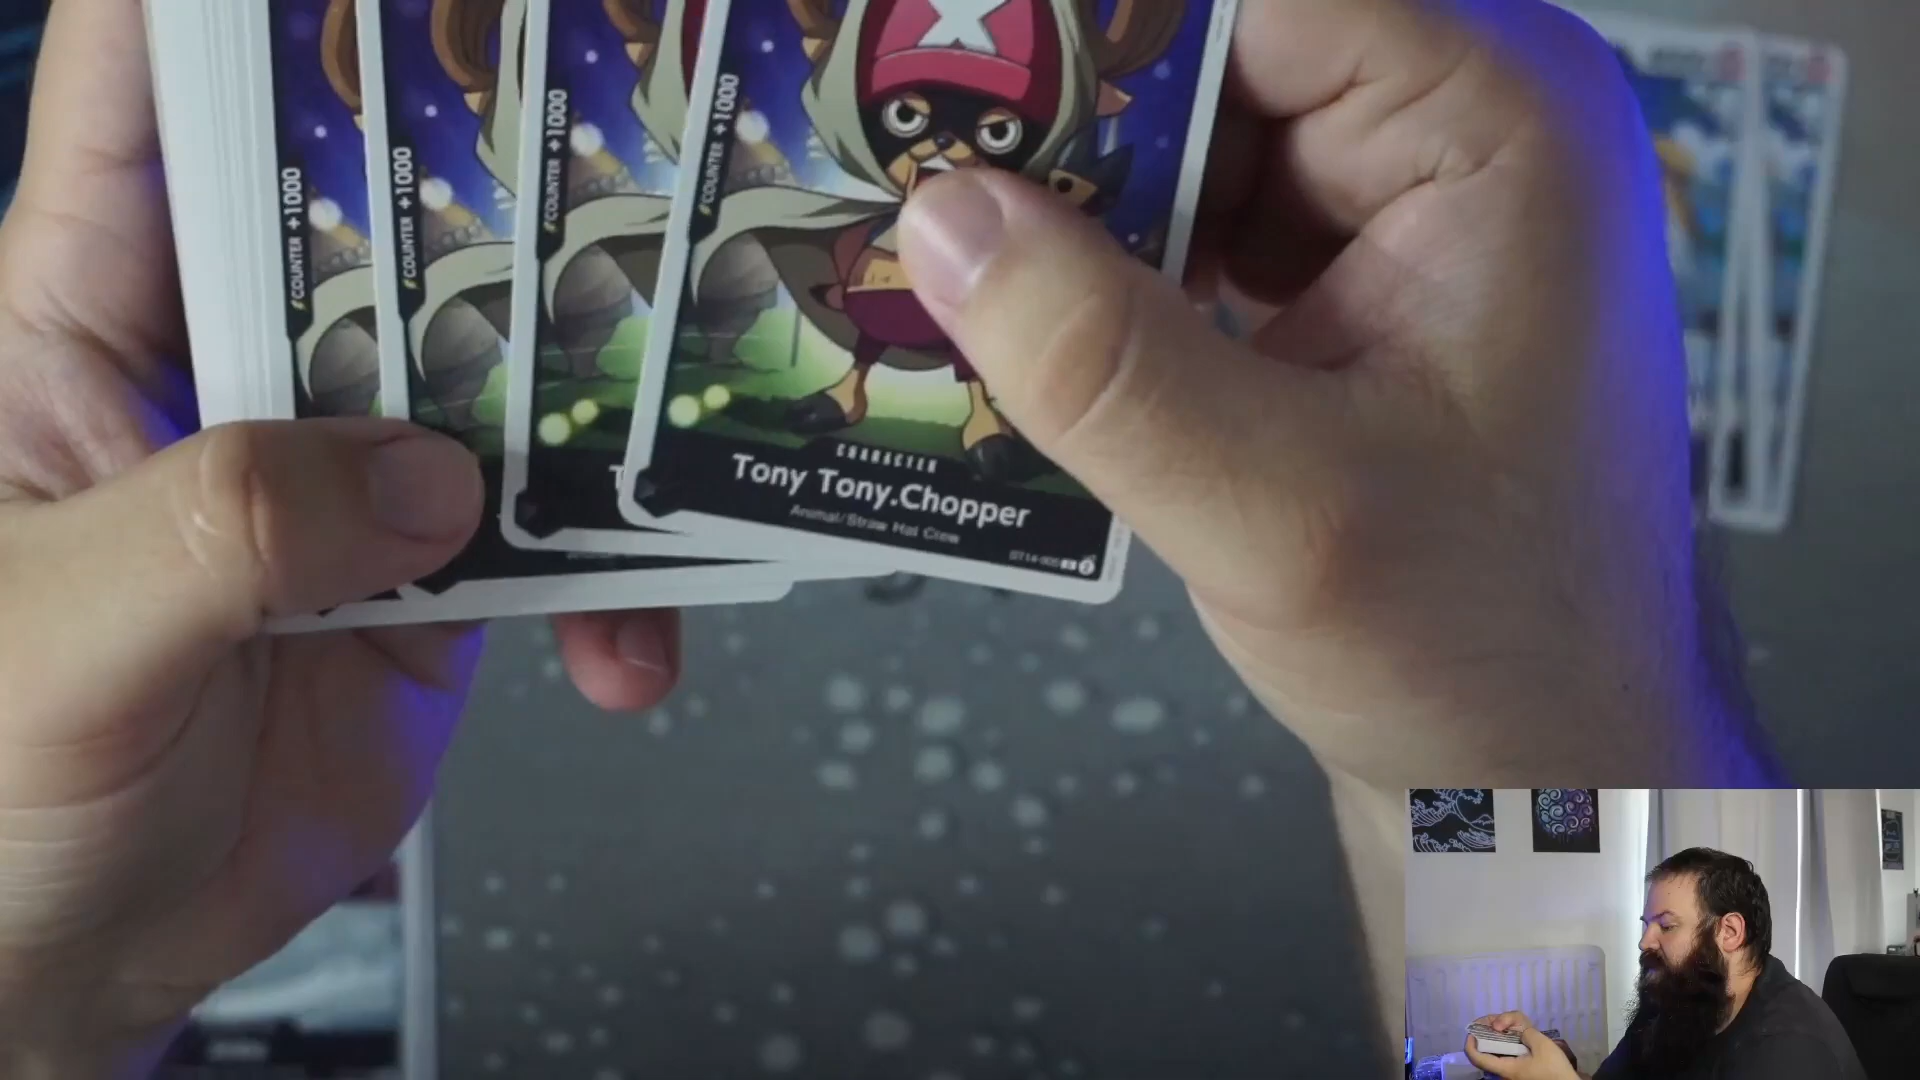 COUNTER +1000
COUNTER +1000
COUNTER +1000
COUNTER +1000
CHARACTER
Tony Tony.Chopper
Animal/Straw Hat Crew
T